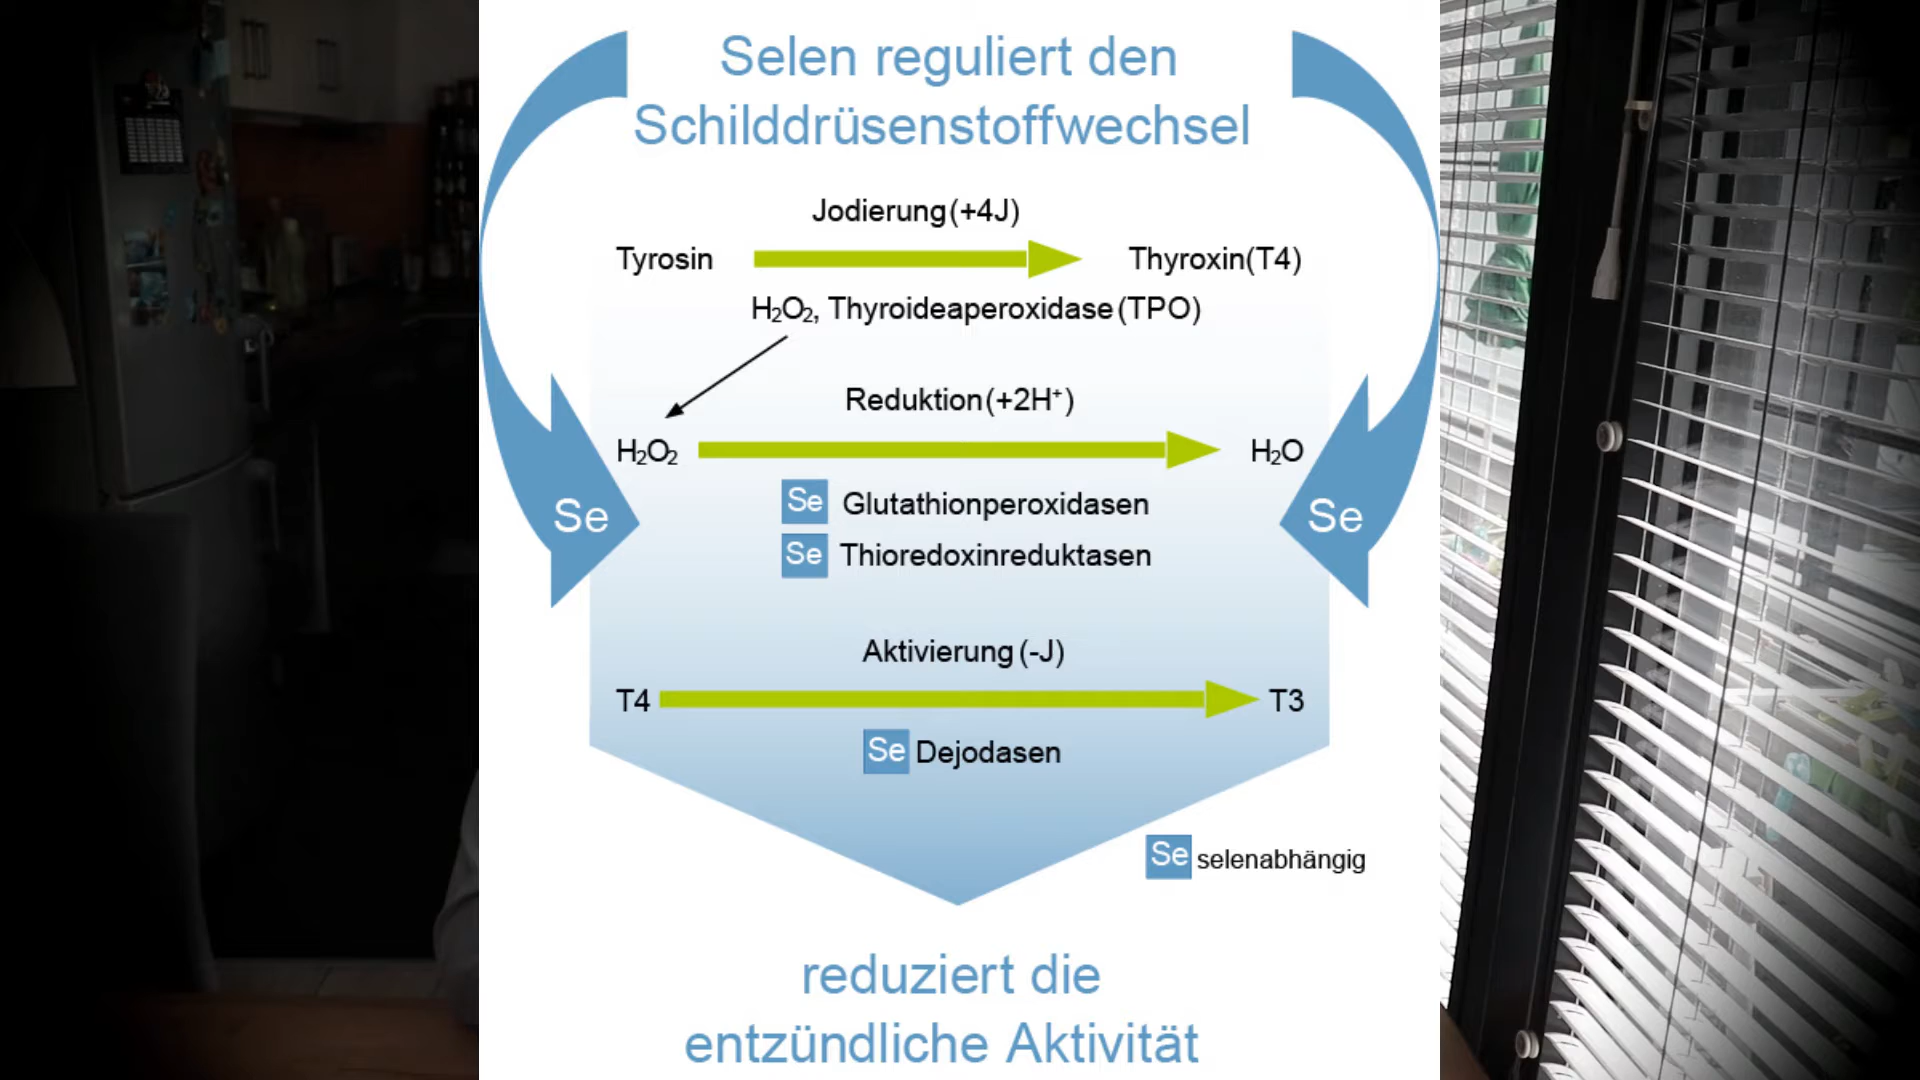 Selen reguliert den
Schilddrüsenstoffwechsel
Jodierung (+4J)
Tyrosin Thyroxin (T4)
H₂O₂, Thyroideaperoxidase (TPO)
Reduktion (+2H⁺)
H₂O₂ H₂O
Se Se
Se Glutathionperoxidasen
Se Thioredoxinreduktasen
Aktivierung (-J)
T4 T3
Se Dejodasen
Se selenabhängig
reduziert die
entzündliche Aktivität